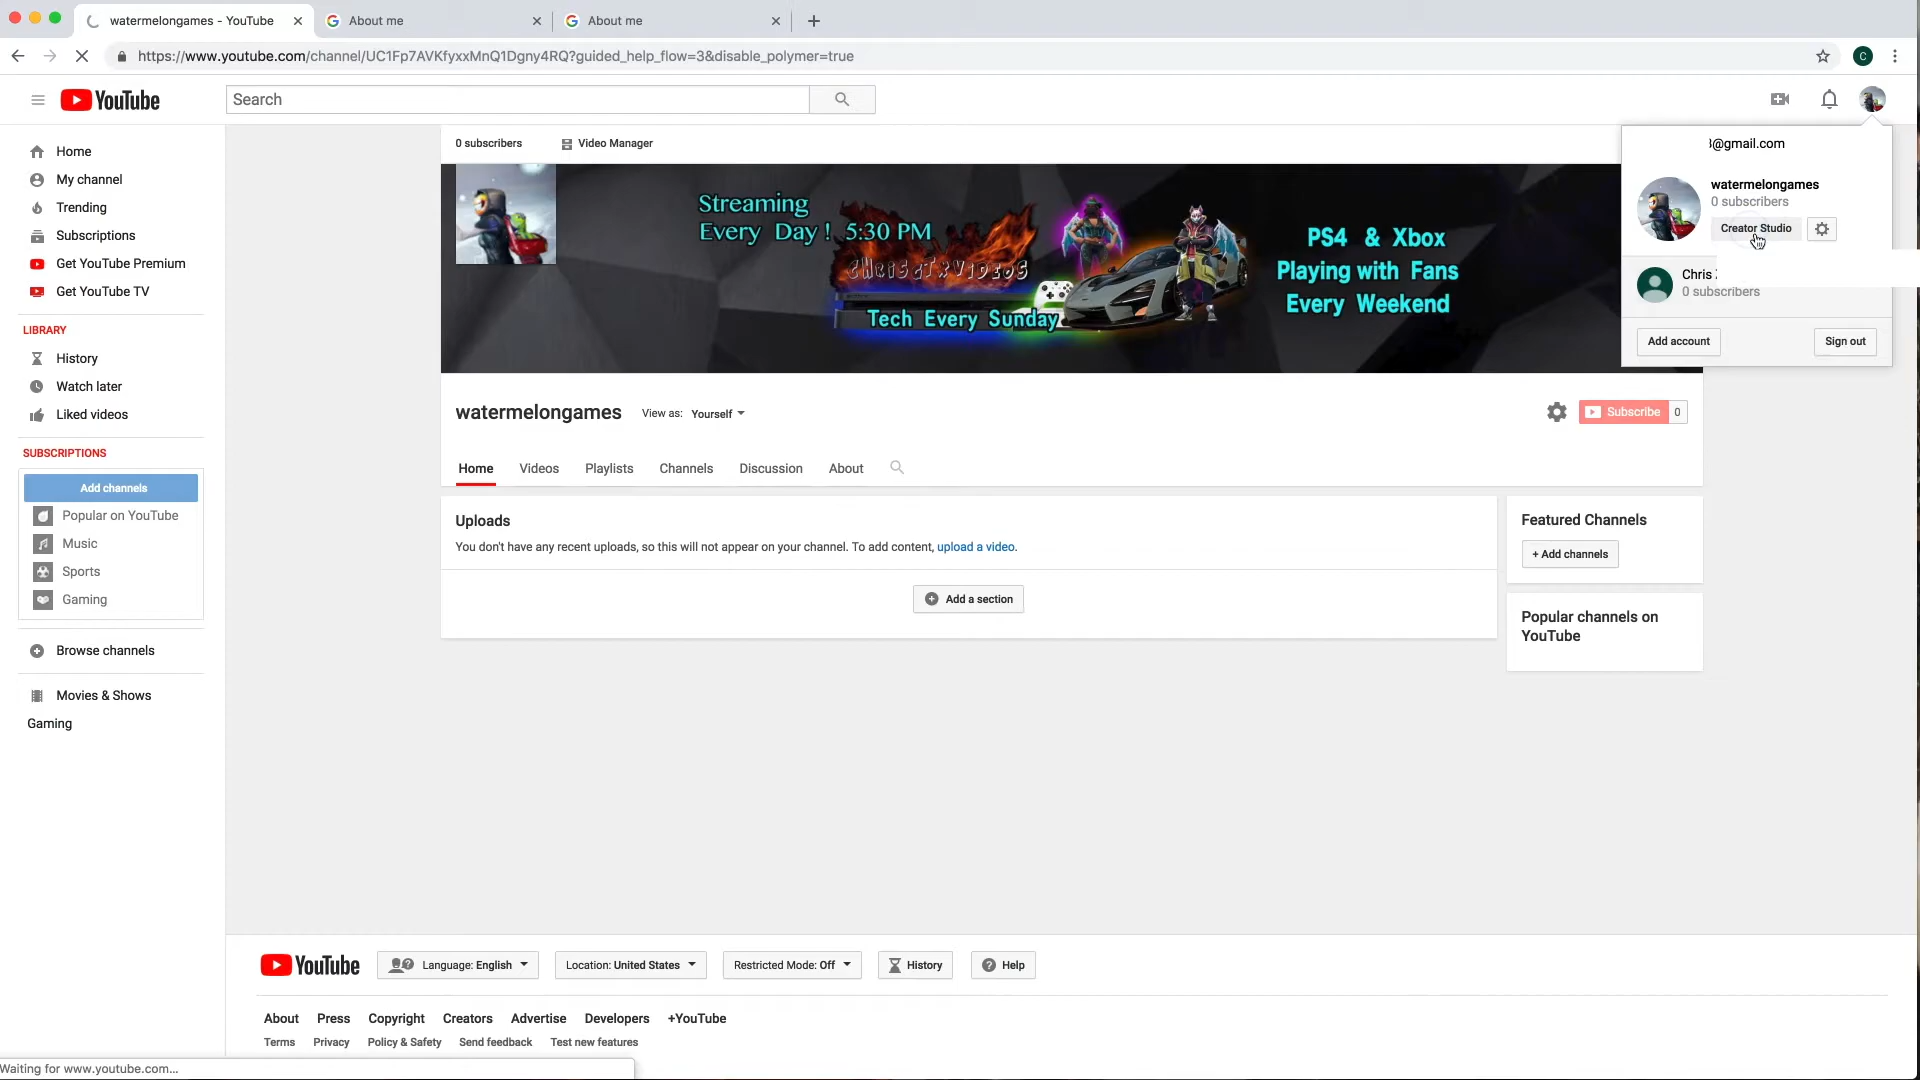 watermelongames - YouTube
About me
About me
https://www.youtube.com/channel/UC1Fp7AVKfyxxMnQ1Dgny4RQ?guided_help_flow=3&disable_polymer=true
C
YouTube
Search
Home
My channel
Trending
Subscriptions
Get YouTube Premium
Get YouTube TV
LIBRARY
History
Watch later
Liked videos
SUBSCRIPTIONS
Add channels
Popular on YouTube
Music
Sports
Gaming
Browse channels
Movies & Shows
Gaming
0 subscribers
Video Manager
Streaming
Every Day ! 5:30 PM
CHRISGTRVIDEOS
Tech Every Sunday
PS4 & Xbox
Playing with Fans
Every Weekend
@gmail.com
watermelongames
0 subscribers
Creator Studio
Chris
0 subscribers
Add account
Sign out
watermelongames
View as: Yourself
Subscribe 0
Home
Videos
Playlists
Channels
Discussion
About
Uploads
You don't have any recent uploads, so this will not appear on your channel. To add content, upload a video.
Add a section
Featured Channels
+ Add channels
Popular channels on
YouTube
YouTube
Language: English
Location: United States
Restricted Mode: Off
History
Help
About
Press
Copyright
Creators
Advertise
Developers
+YouTube
Terms
Privacy
Policy & Safety
Send feedback
Test new features
Waiting for www.youtube.com...